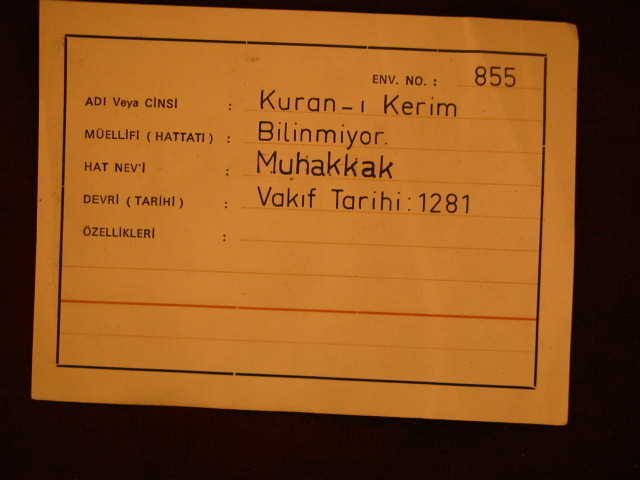 ENV. NO. : 855
ADI Veya CİNSİ : Kuran-ı Kerim
MÜELLİFİ ( HATTATI ) : Bilinmiyor.
HAT NEV'İ : Muhakkak
DEVRİ ( TARİHİ ) : Vakıf Tarihi : 1281
ÖZELLİKLERİ :